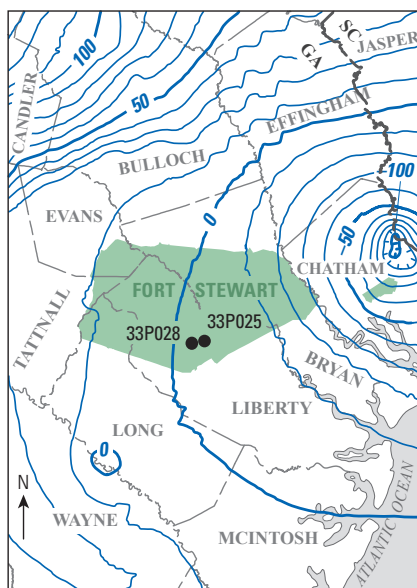 SC
GA
JASPER
100
CANDLER
50
EFFINGHAM
BULLOCH
100
EVANS
0
50
CHATHAM
FORT STEWART
33P028
33P025
TATTNALL
BRYAN
LIBERTY
LONG
0
N
WAYNE
MCINTOSH
ATLANTIC OCEAN